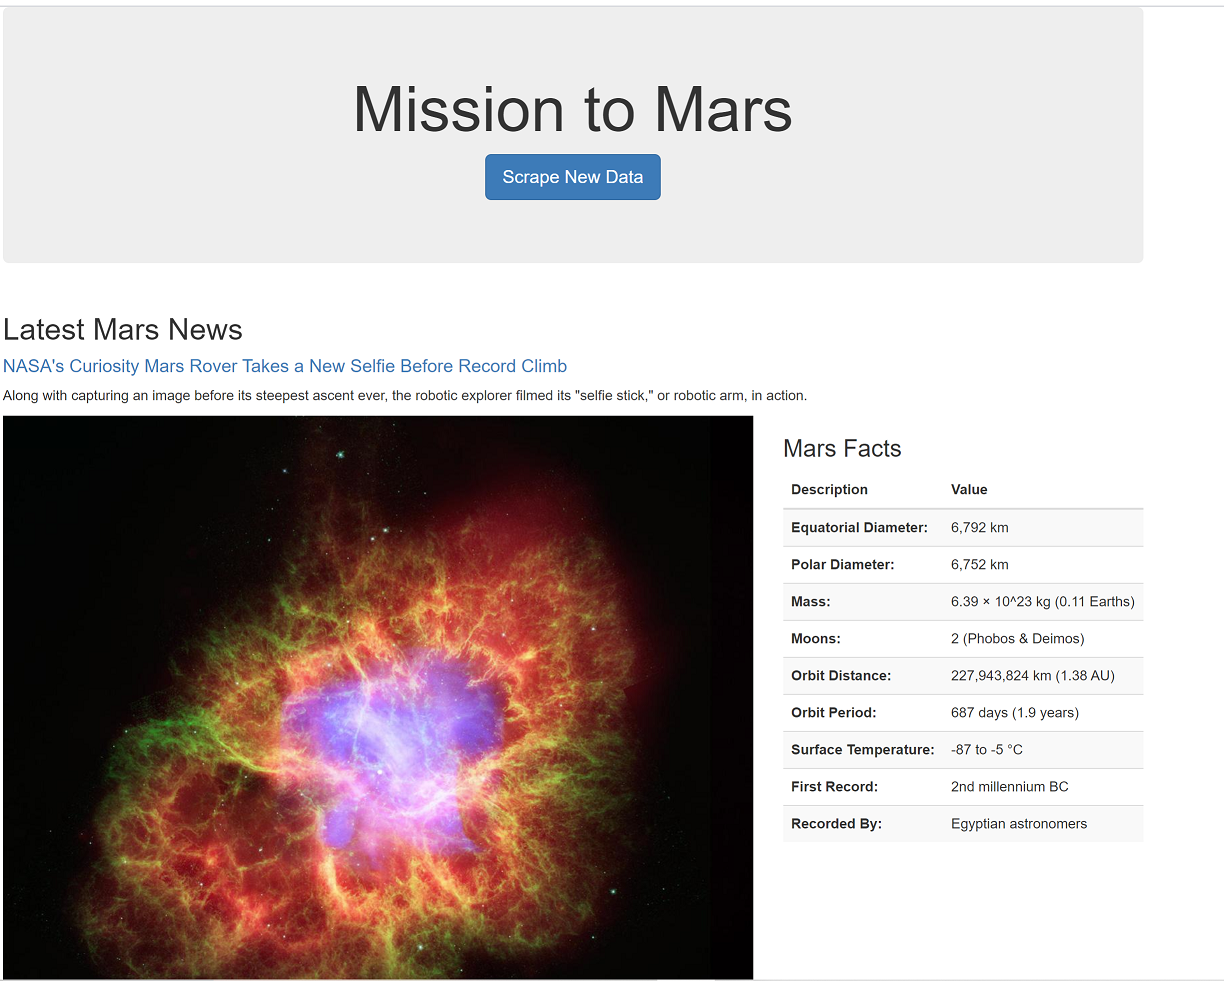 Mission to Mars
Scrape New Data
Latest Mars News
NASA's Curiosity Mars Rover Takes a New Selfie Before Record Climb
Along with capturing an image before its steepest ascent ever, the robotic explorer filmed its "selfie stick," or robotic arm, in action.
Mars Facts
Description Value
Equatorial Diameter: 6,792 km
Polar Diameter: 6,752 km
Mass: 6.39 × 10^23 kg (0.11 Earths)
Moons: 2 (Phobos & Deimos)
Orbit Distance: 227,943,824 km (1.38 AU)
Orbit Period: 687 days (1.9 years)
Surface Temperature: -87 to -5 °C
First Record: 2nd millennium BC
Recorded By: Egyptian astronomers